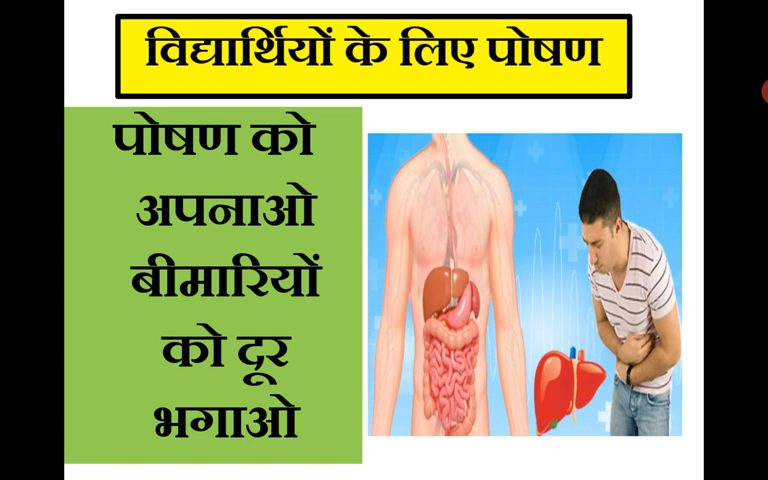 विद्यार्थियों के लिए पोषण
पोषण को
अपनाओ
बीमारियों
को दूर
भगाओ